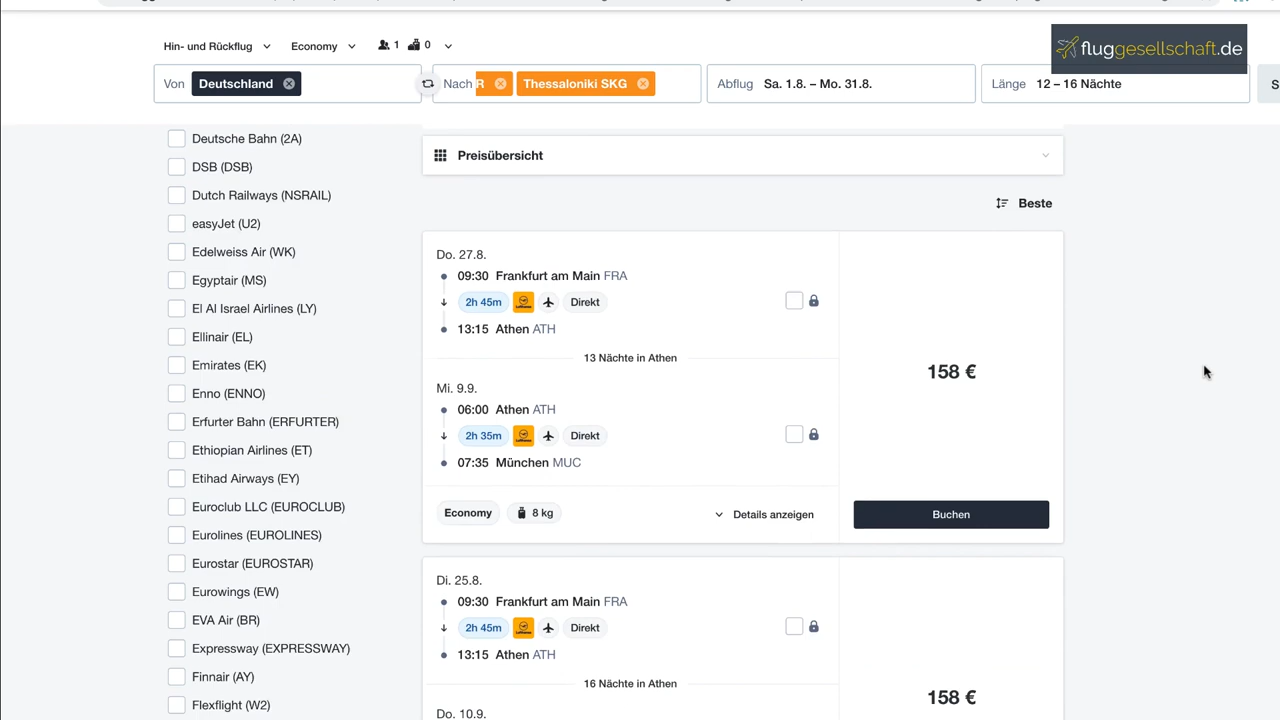 Hin- und Rückflug
Economy
1
0
fluggesellschaft.de
Von Deutschland
Nach R Thessaloniki SKG
Abflug Sa. 1.8. – Mo. 31.8.
Länge 12 – 16 Nächte
S
Deutsche Bahn (2A)
DSB (DSB)
Dutch Railways (NSRAIL)
easyJet (U2)
Edelweiss Air (WK)
Egyptair (MS)
El Al Israel Airlines (LY)
Ellinair (EL)
Emirates (EK)
Enno (ENNO)
Erfurter Bahn (ERFURTER)
Ethiopian Airlines (ET)
Etihad Airways (EY)
Euroclub LLC (EUROCLUB)
Eurolines (EUROLINES)
Eurostar (EUROSTAR)
Eurowings (EW)
EVA Air (BR)
Expressway (EXPRESSWAY)
Finnair (AY)
Flexflight (W2)
Preisübersicht
Beste
Do. 27.8.
09:30 Frankfurt am Main FRA
2h 45m Direkt
13:15 Athen ATH
13 Nächte in Athen
Mi. 9.9.
06:00 Athen ATH
2h 35m Direkt
07:35 München MUC
Economy
8 kg
Details anzeigen
158 €
Buchen
Di. 25.8.
09:30 Frankfurt am Main FRA
2h 45m Direkt
13:15 Athen ATH
16 Nächte in Athen
Do. 10.9.
158 €